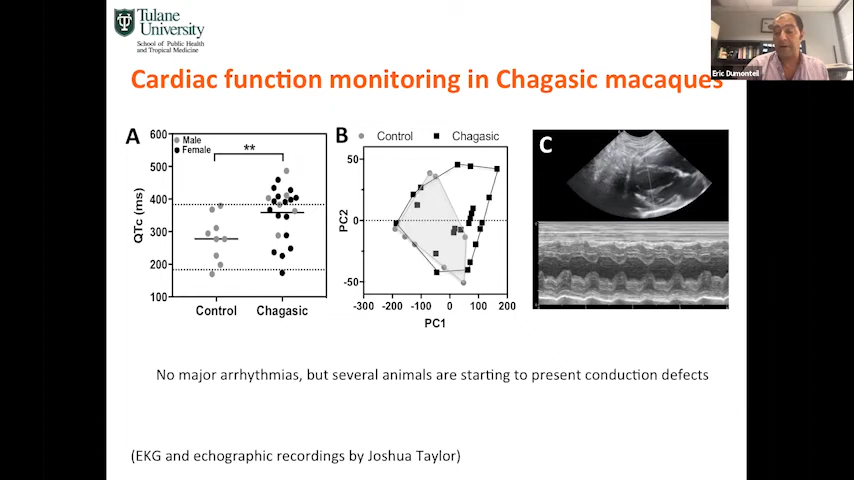 Tulane
University
School of Public Health
and Tropical Medicine
Eric Dumonteil
Cardiac function monitoring in Chagasic macaques
A
Male
Female
**
QTc (ms)
600
500
400
300
200
100
Control
Chagasic
B
Control
Chagasic
PC2
50
0
-50
-300 -200 -100 0 100 200
PC1
C
No major arrhythmias, but several animals are starting to present conduction defects
(EKG and echographic recordings by Joshua Taylor)